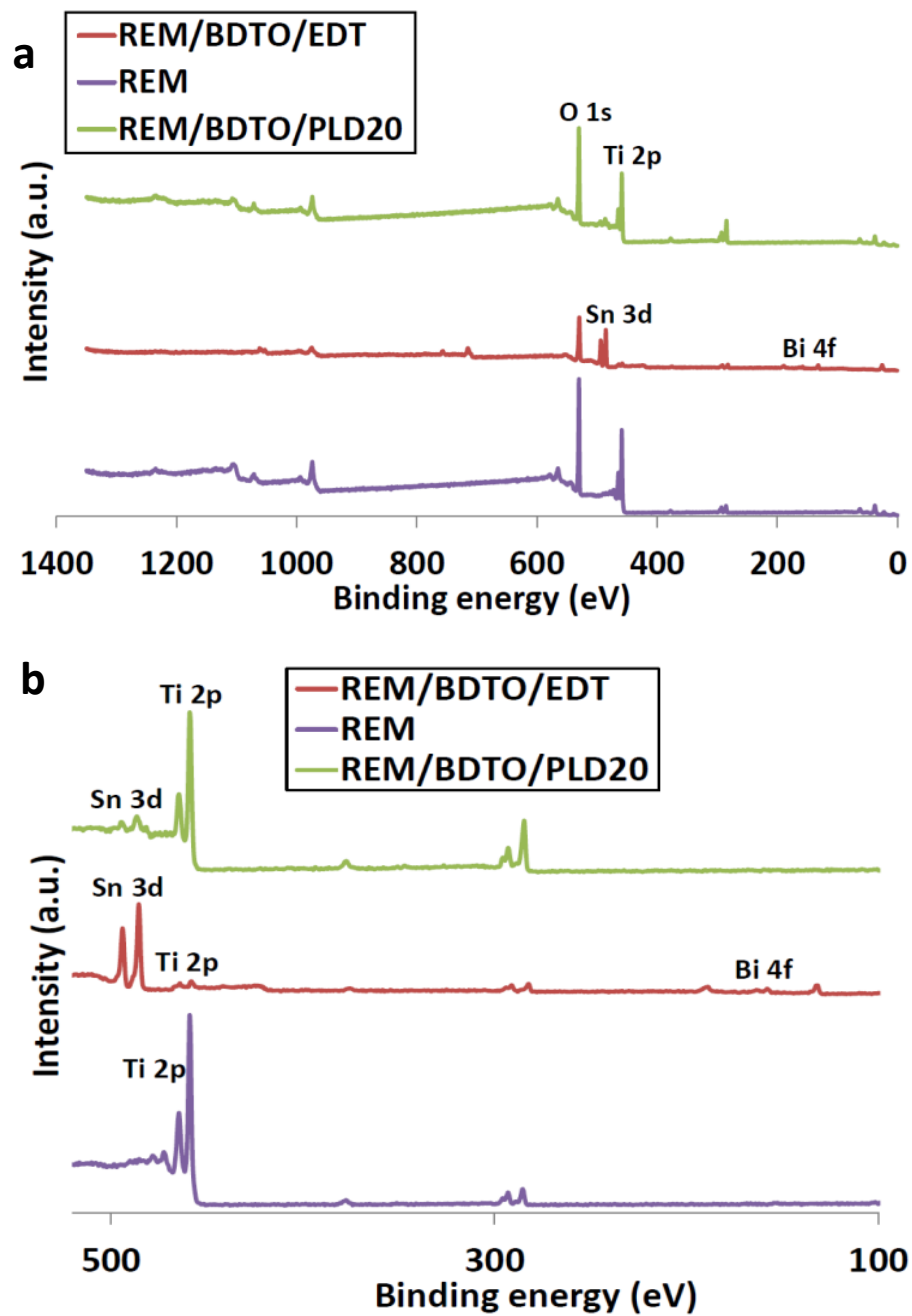 a
REM/BDTO/EDT
REM
REM/BDTO/PLD20
O 1s
Ti 2p
Sn 3d
Bi 4f
Intensity (a.u.)
1400 1200 1000 800 600 400 200 0
Binding energy (eV)
b
REM/BDTO/EDT
REM
REM/BDTO/PLD20
Ti 2p
Sn 3d
Sn 3d
Ti 2p
Bi 4f
Ti 2p
Intensity (a.u.)
500 300 100
Binding energy (eV)